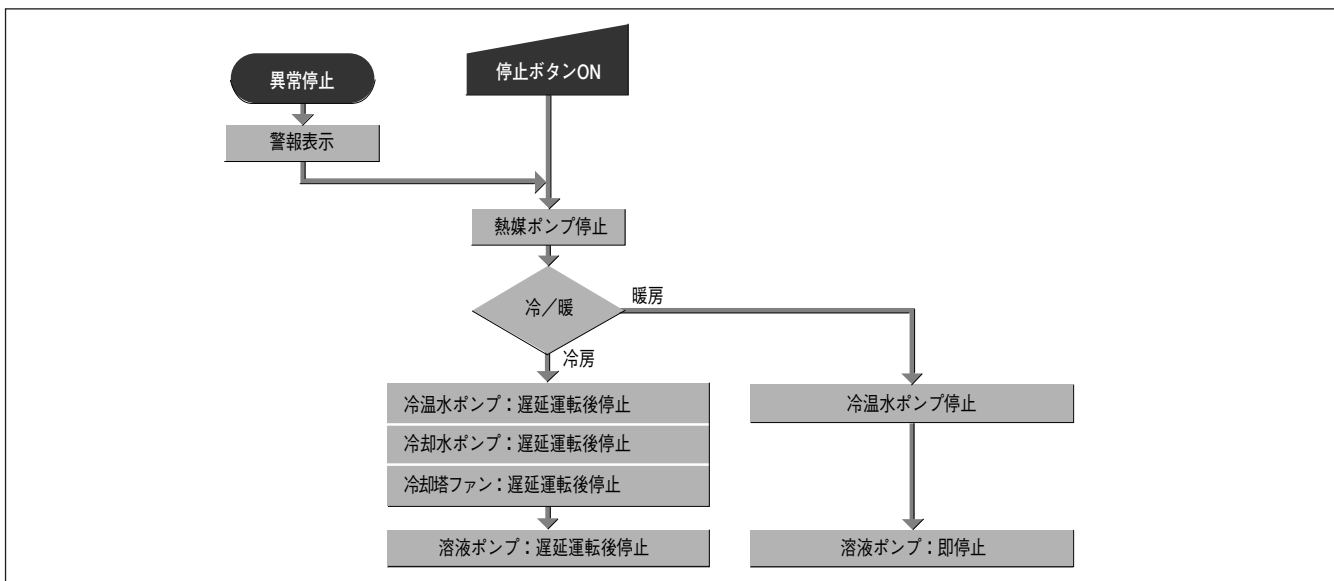 異常停止
停止ボタンON
警報表示
熱媒ポンプ停止
冷／暖
暖房
冷房
冷温水ポンプ：遅延運転後停止
冷却水ポンプ：遅延運転後停止
冷却塔ファン：遅延運転後停止
溶液ポンプ：遅延運転後停止
冷温水ポンプ停止
溶液ポンプ：即停止